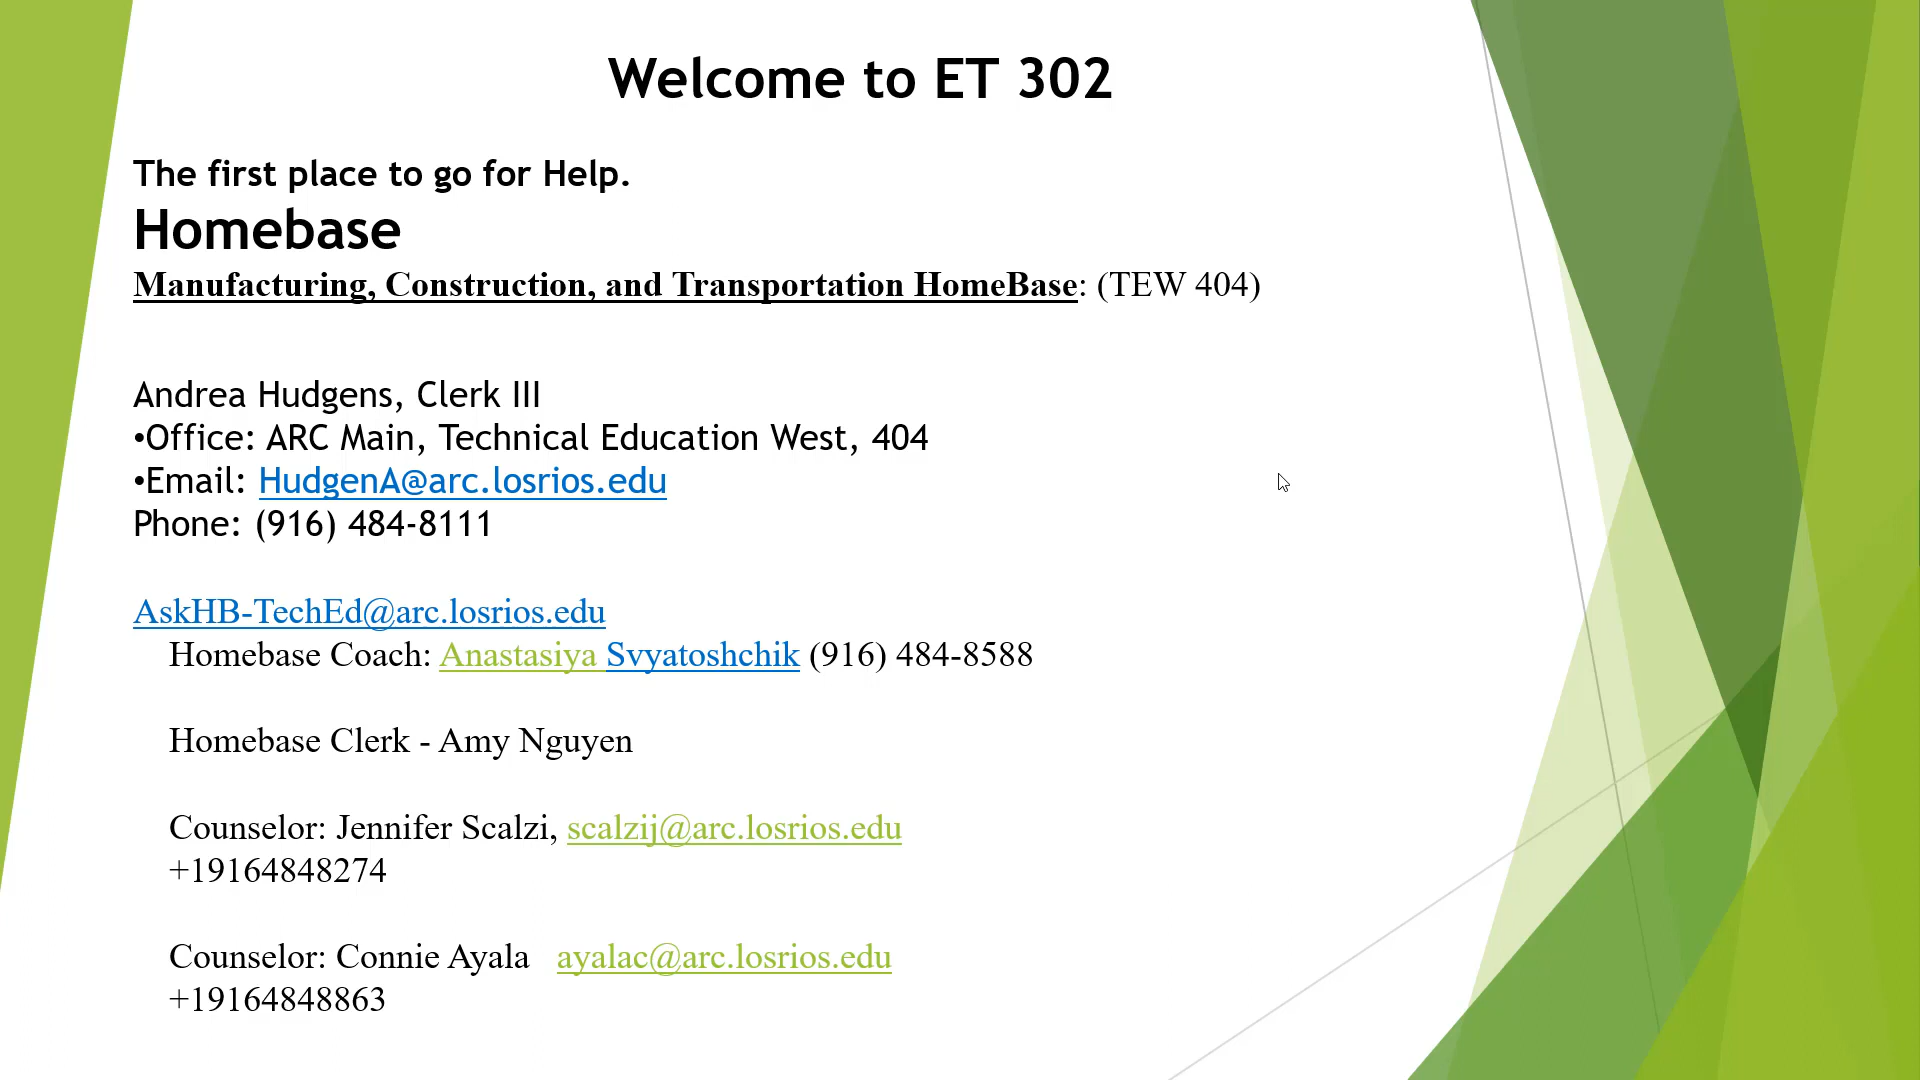 Welcome to ET 302
The first place to go for Help.
Homebase
Manufacturing, Construction, and Transportation HomeBase: (TEW 404)
Andrea Hudgens, Clerk III
•Office: ARC Main, Technical Education West, 404
•Email: HudgenA@arc.losrios.edu
Phone: (916) 484-8111
AskHB-TechEd@arc.losrios.edu
Homebase Coach: Anastasiya Svyatoshchik (916) 484-8588
Homebase Clerk - Amy Nguyen
Counselor: Jennifer Scalzi, scalzij@arc.losrios.edu
+19164848274
Counselor: Connie Ayala ayalac@arc.losrios.edu
+19164848863